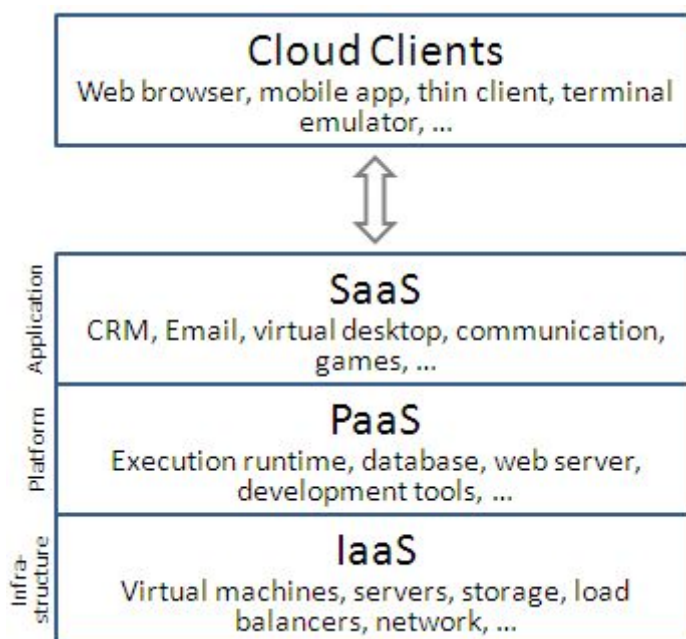 Cloud Clients
Web browser, mobile app, thin client, terminal
emulator, ...
Application
SaaS
CRM, Email, virtual desktop, communication,
games, ...
Platform
PaaS
Execution runtime, database, web server,
development tools, ...
Infra-
structure
IaaS
Virtual machines, servers, storage, load
balancers, network, ...